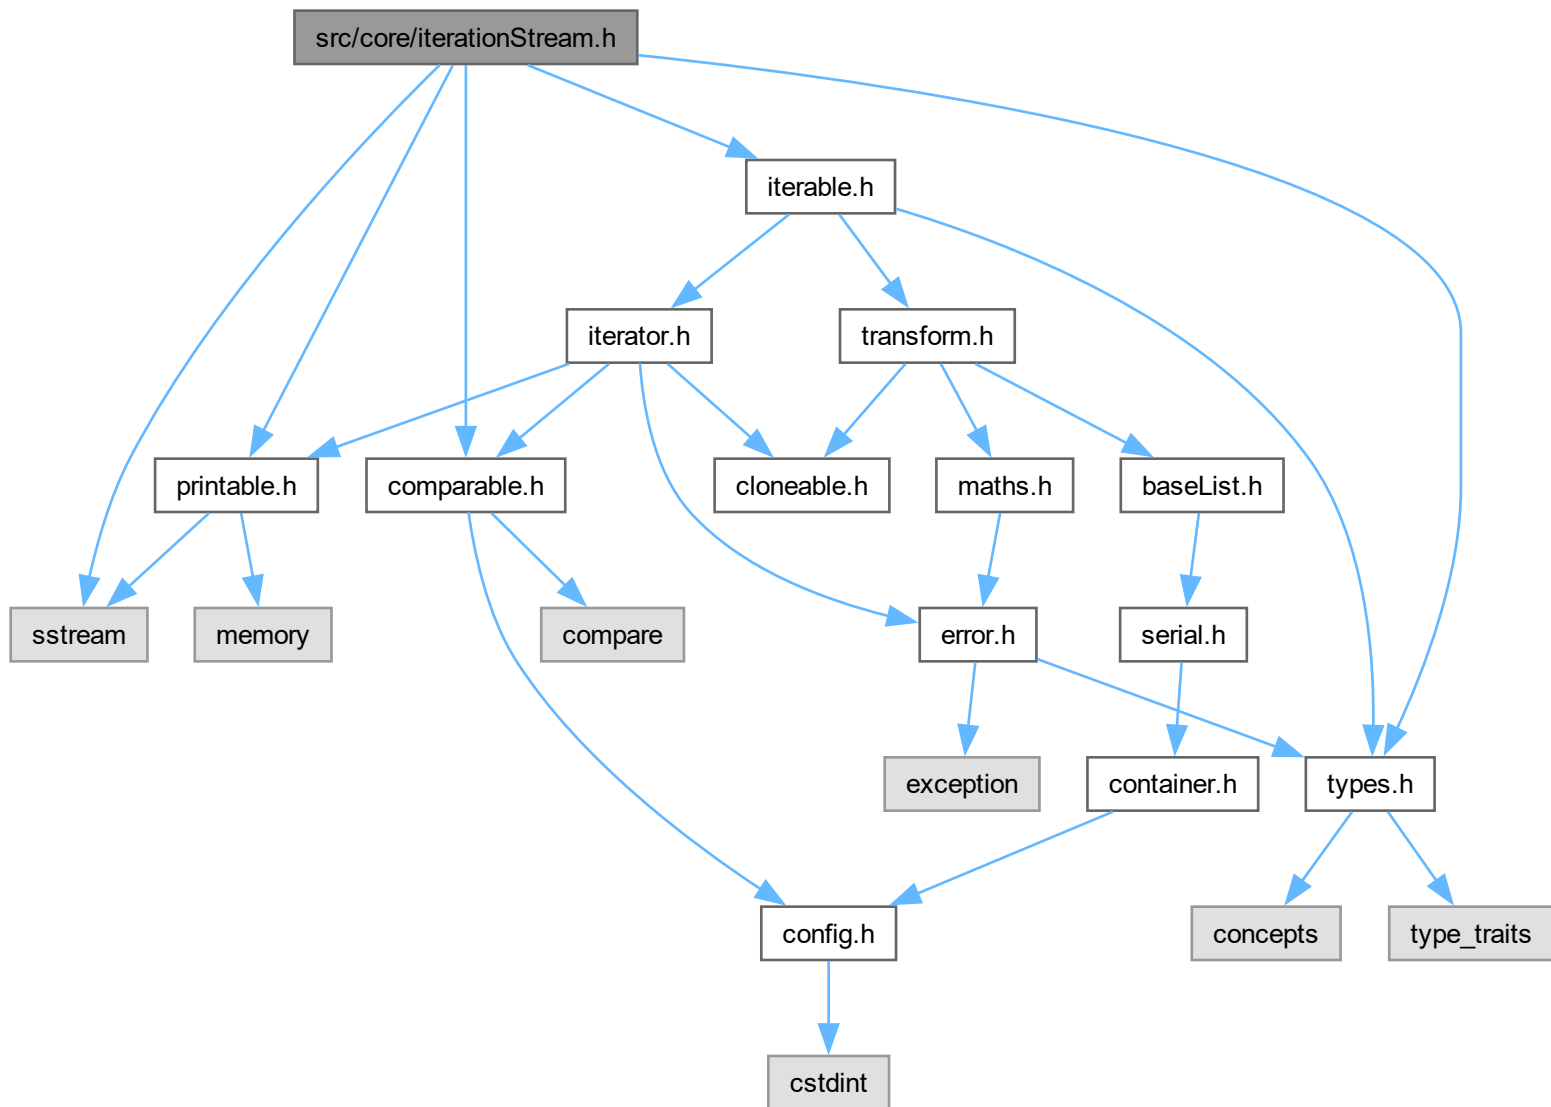 src/core/iterationStream.h
iterable.h
iterator.h
transform.h
printable.h
comparable.h
cloneable.h
maths.h
baseList.h
sstream
memory
compare
error.h
serial.h
exception
container.h
types.h
config.h
concepts
type_traits
cstdint